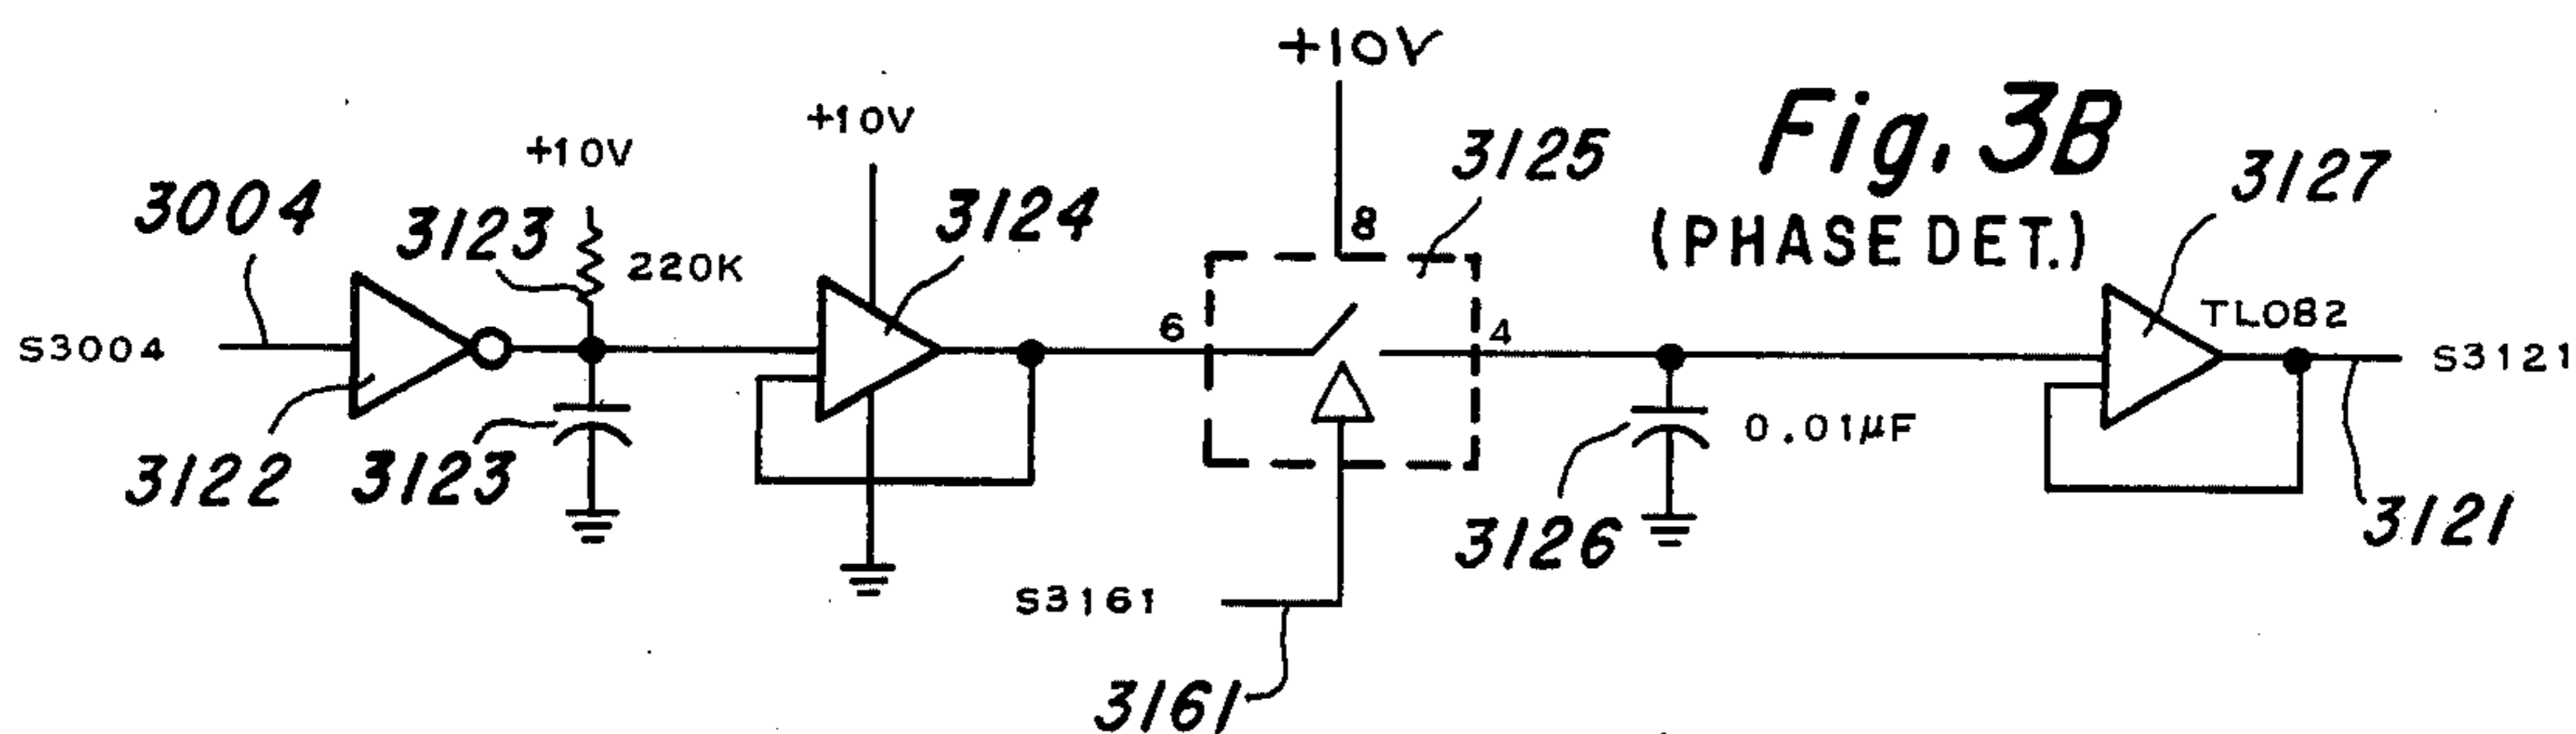 Fig. 3B
(PHASE DET.)
+10V
+10V
+10V
3004
3123
220K
3124
8
3125
3127
S3004
6
4
TL082
S3121
3122
3123
3126
0.01µF
3121
S3161
3161